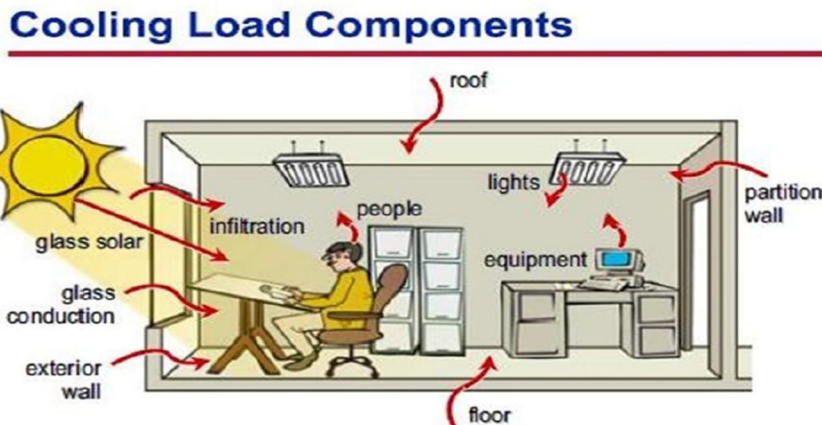 Cooling Load Components
roof
lights
partition
wall
people
infiltration
glass solar
equipment
glass
conduction
exterior
wall
floor